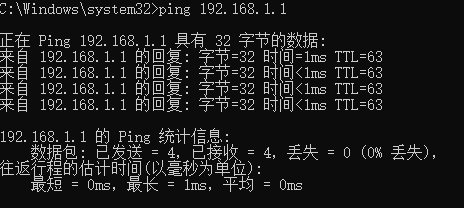 C:\Windows\system32>ping 192.168.1.1
正在 Ping 192.168.1.1 具有 32 字节的数据:
来自 192.168.1.1 的回复: 字节=32 时间=1ms TTL=63
来自 192.168.1.1 的回复: 字节=32 时间<1ms TTL=63
来自 192.168.1.1 的回复: 字节=32 时间<1ms TTL=63
来自 192.168.1.1 的回复: 字节=32 时间<1ms TTL=63
192.168.1.1 的 Ping 统计信息:
数据包: 已发送 = 4, 已接收 = 4, 丢失 = 0 (0% 丢失),
往返行程的估计时间(以毫秒为单位):
最短 = 0ms, 最长 = 1ms, 平均 = 0ms